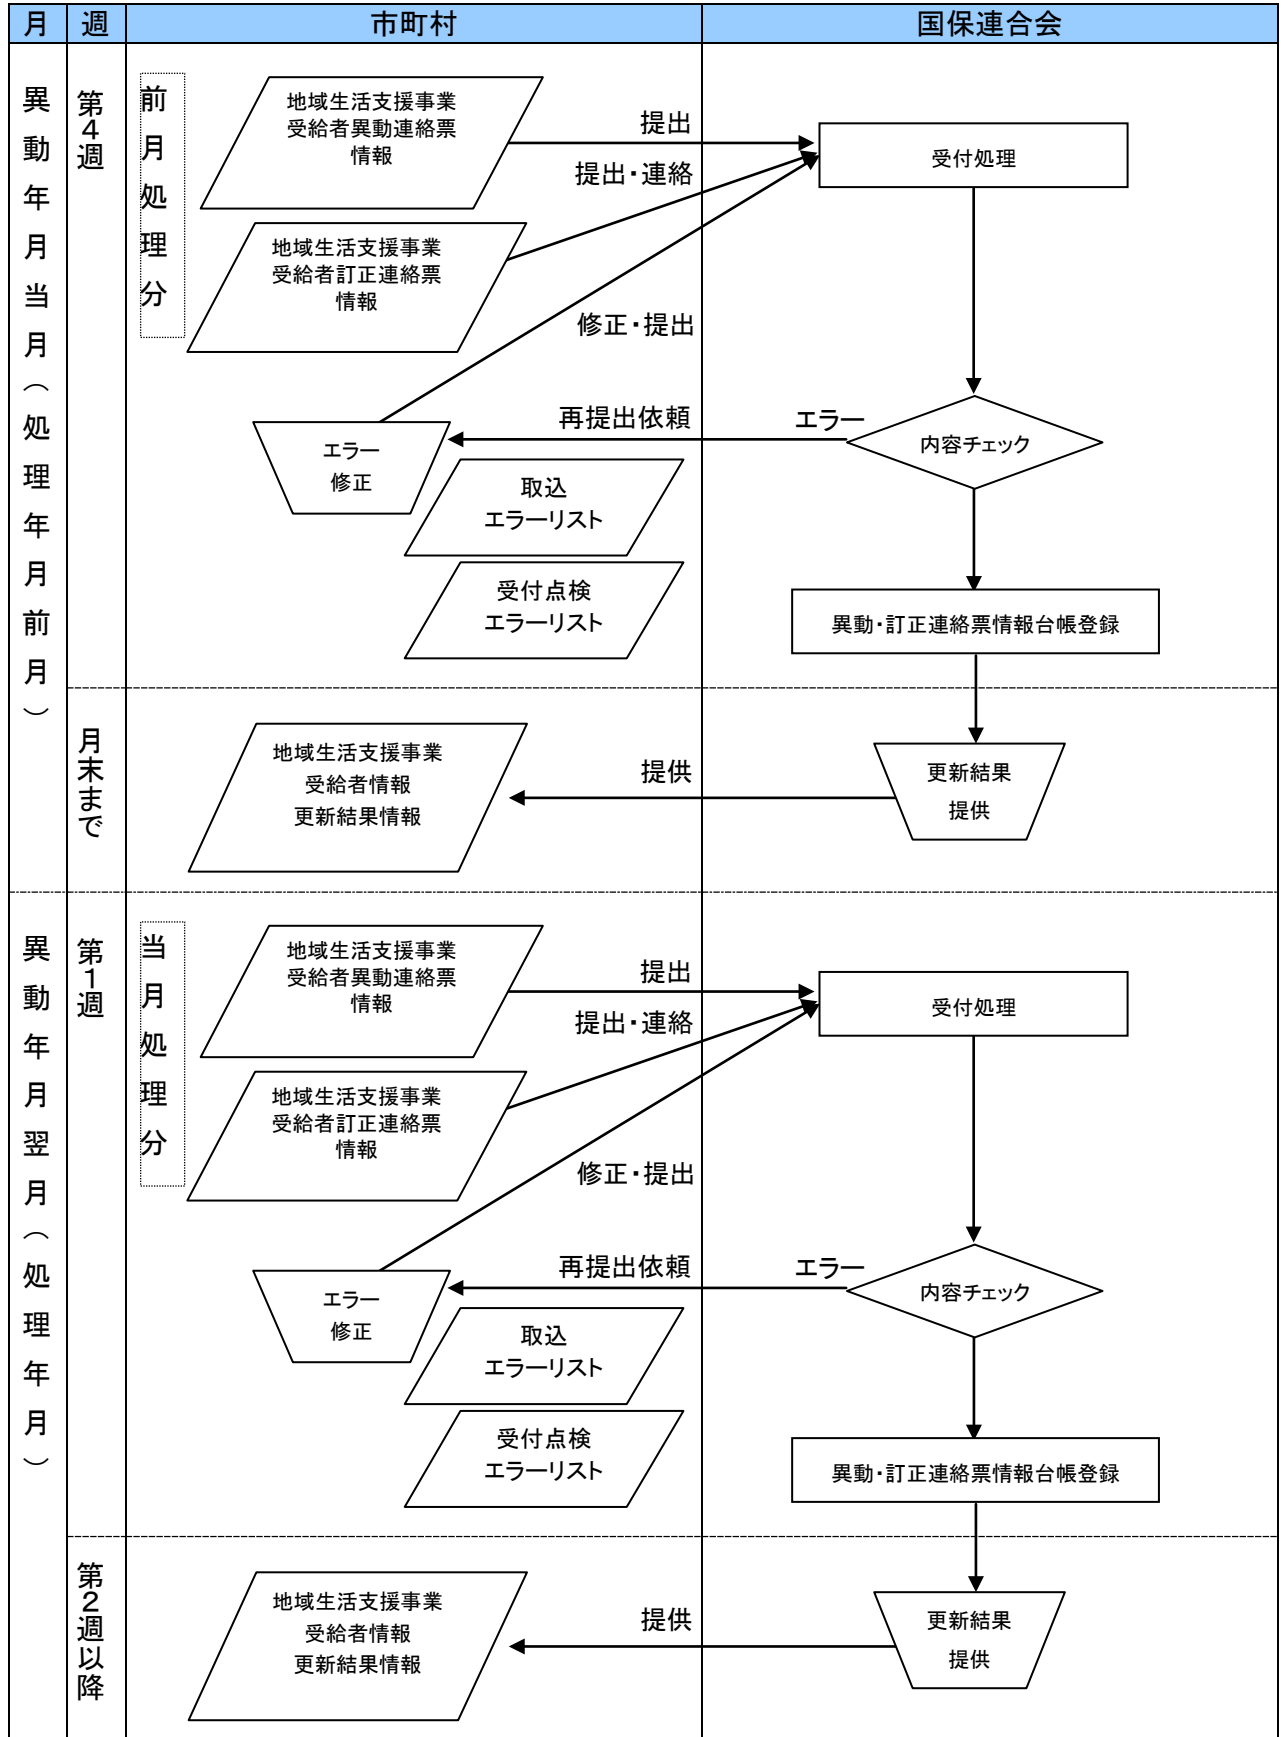 月
週
市町村
国保連合会
異動年月当月（処理年月前月）
第４週
前月処理分
地域生活支援事業
受給者異動連絡票
情報
提出
受付処理
提出・連絡
地域生活支援事業
受給者訂正連絡票
情報
修正・提出
再提出依頼
エラー
内容チェック
エラー
修正
取込
エラーリスト
受付点検
エラーリスト
異動・訂正連絡票情報台帳登録
月末まで
地域生活支援事業
受給者情報
更新結果情報
提供
更新結果
提供
異動年月翌月（処理年月）
第１週
当月処理分
地域生活支援事業
受給者異動連絡票
情報
提出
受付処理
提出・連絡
地域生活支援事業
受給者訂正連絡票
情報
修正・提出
再提出依頼
エラー
内容チェック
エラー
修正
取込
エラーリスト
受付点検
エラーリスト
異動・訂正連絡票情報台帳登録
第２週以降
地域生活支援事業
受給者情報
更新結果情報
提供
更新結果
提供